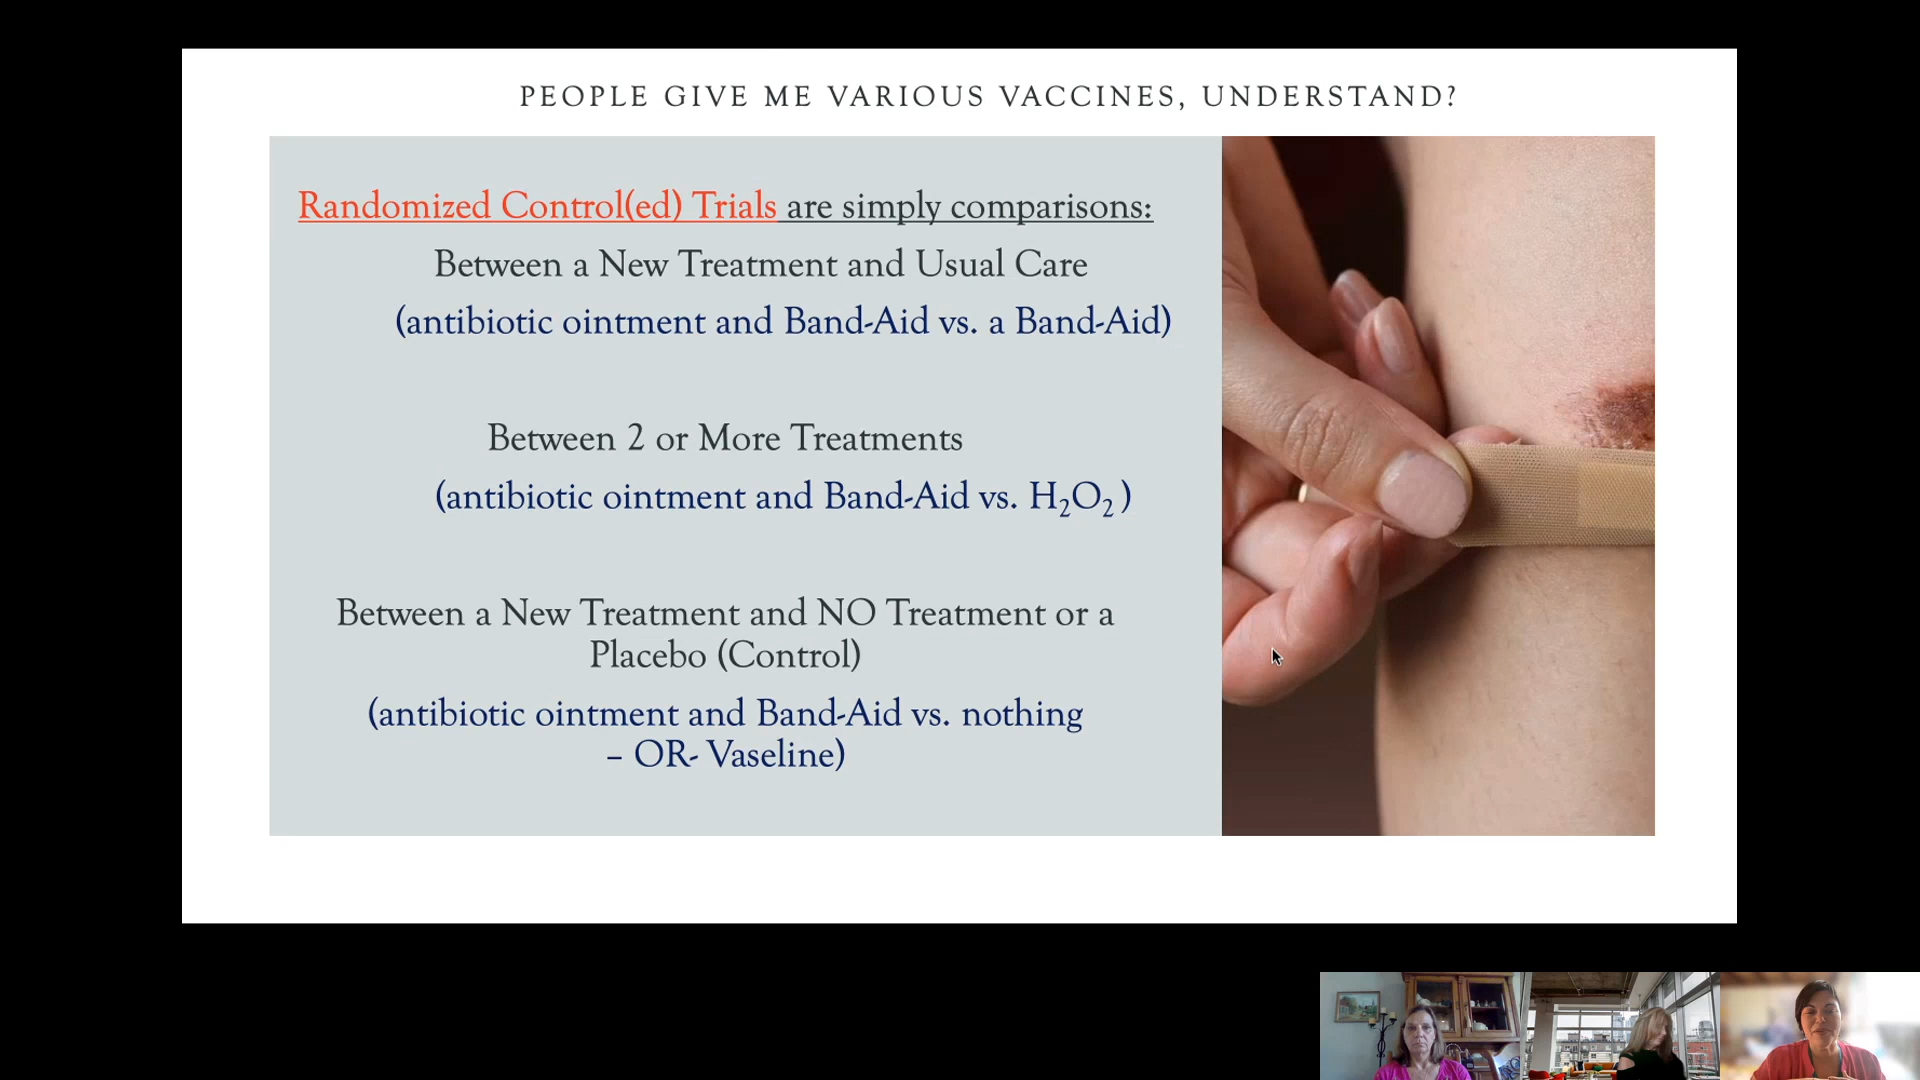 PEOPLE GIVE ME VARIOUS VACCINES, UNDERSTAND?
Randomized Control(ed) Trials are simply comparisons:
Between a New Treatment and Usual Care
(antibiotic ointment and Band-Aid vs. a Band-Aid)
Between 2 or More Treatments
(antibiotic ointment and Band-Aid vs. H₂O₂ )
Between a New Treatment and NO Treatment or a
Placebo (Control)
(antibiotic ointment and Band-Aid vs. nothing
– OR- Vaseline)